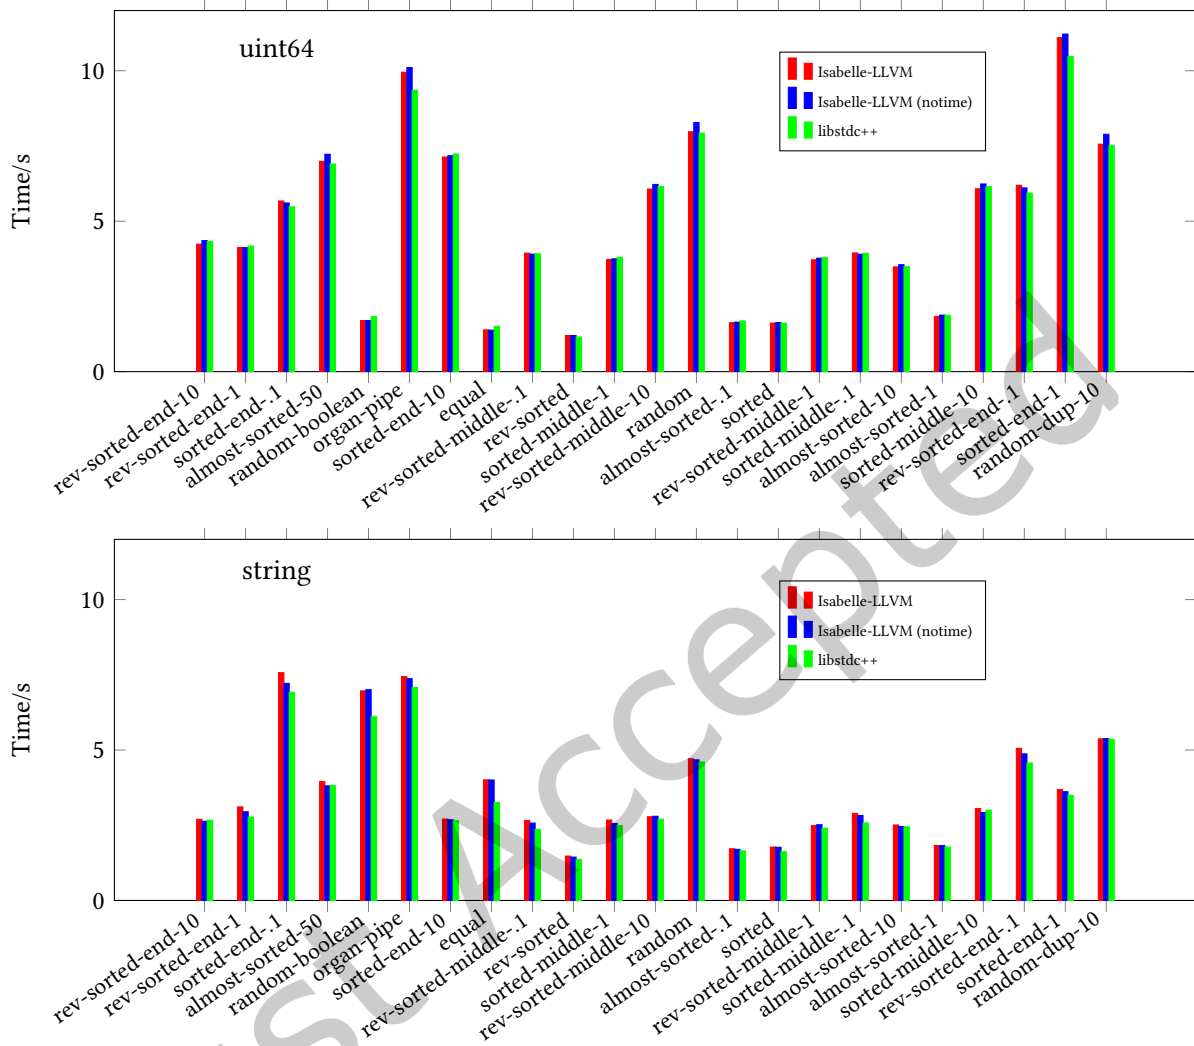 uint64
Isabelle-LLVM
Isabelle-LLVM (notime)
libstdc++
Time/s
10
5
0
rev-sorted-end-10
rev-sorted-end-1
sorted-end-.1
almost-sorted-50
random-boolean
organ-pipe
sorted-end-10
equal
rev-sorted-middle-.1
rev-sorted
sorted-middle-1
rev-sorted-middle-10
random
almost-sorted-.1
sorted
rev-sorted-middle-1
sorted-middle-.1
almost-sorted-10
almost-sorted-1
sorted-middle-10
rev-sorted-end-.1
sorted-end-1
random-dup-10
string
Isabelle-LLVM
Isabelle-LLVM (notime)
libstdc++
Time/s
10
5
0
rev-sorted-end-10
rev-sorted-end-1
sorted-end-.1
almost-sorted-50
random-boolean
organ-pipe
sorted-end-10
equal
rev-sorted-middle-.1
rev-sorted
sorted-middle-1
rev-sorted-middle-10
random
almost-sorted-.1
sorted
rev-sorted-middle-1
sorted-middle-.1
almost-sorted-10
almost-sorted-1
sorted-middle-10
rev-sorted-end-.1
sorted-end-1
random-dup-10
st Accepted